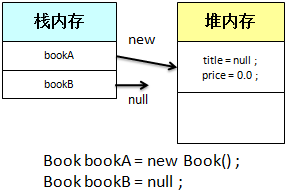 栈内存
堆内存
new
bookA
title = null ;
price = 0.0 ;
bookB
null
Book bookA = new Book() ;
Book bookB = null ;